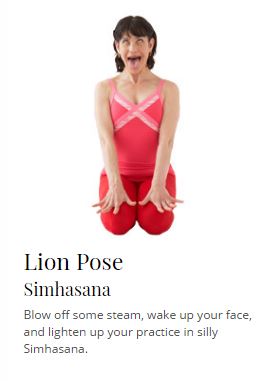 Lion Pose
Simhasana
Blow off some steam, wake up your face,
and lighten up your practice in silly
Simhasana.